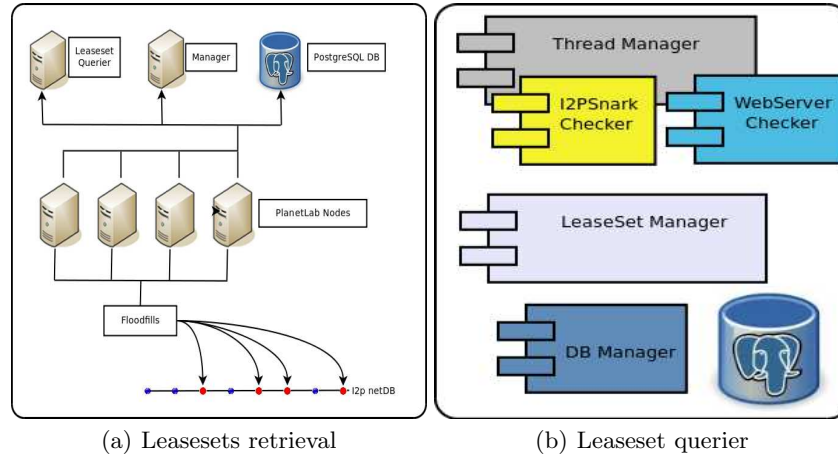 Leaseset
Querier
Manager
PostgreSQL DB
PlanetLab Nodes
Floodfills
I2p netDB
(a) Leasesets retrieval
Thread Manager
I2PSnark
Checker
WebServer
Checker
LeaseSet Manager
DB Manager
(b) Leaseset querier